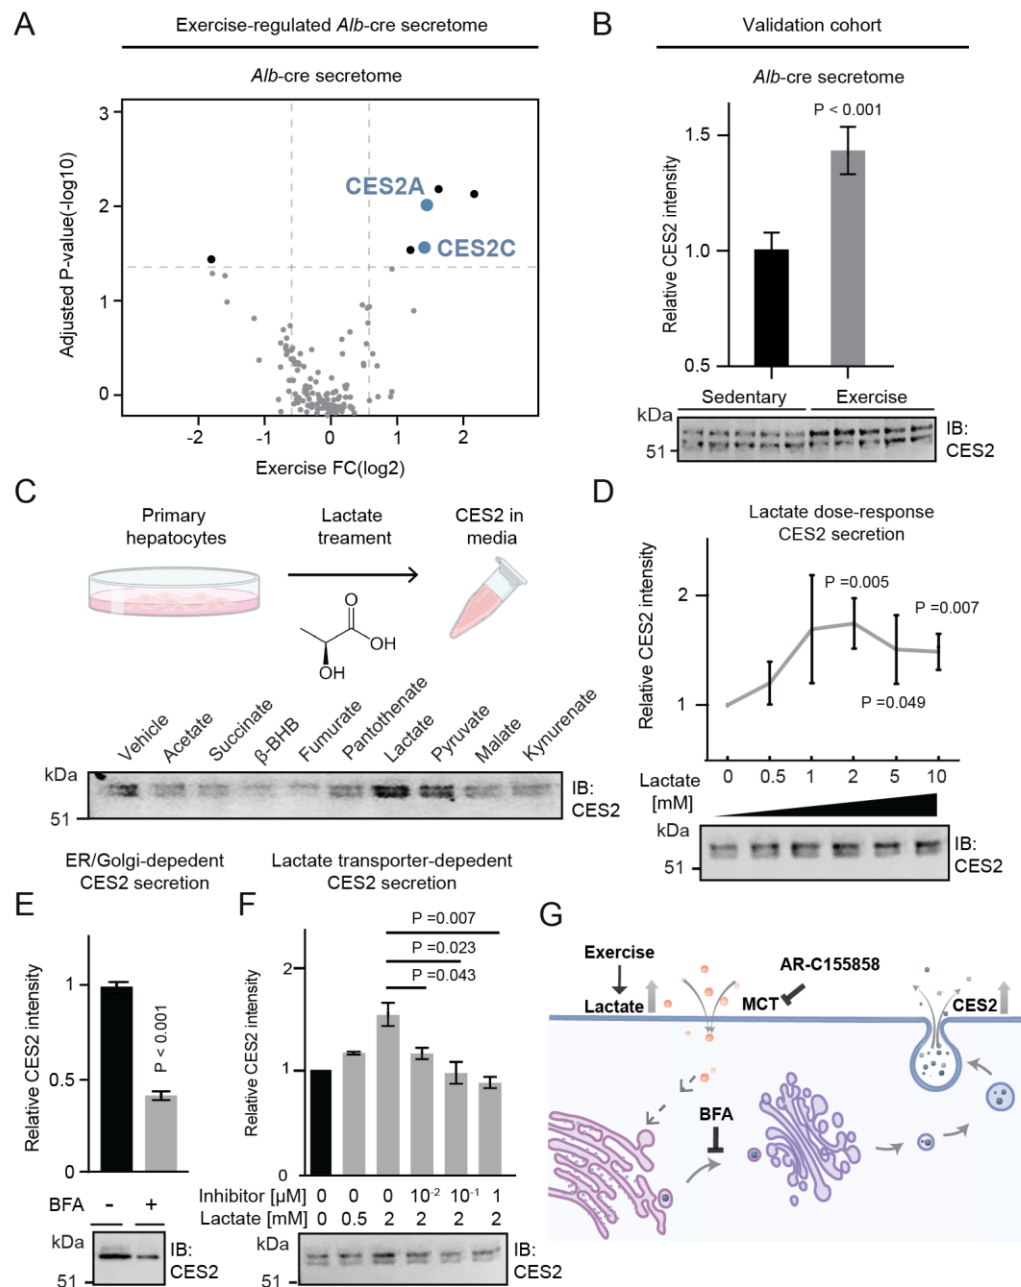 A
Exercise-regulated Alb-cre secretome
Alb-cre secretome
Adjusted P-value(-log10)
3
2
1
0
CES2A
CES2C
-2
-1
0
1
2
Exercise FC(log2)
B
Validation cohort
Alb-cre secretome
P < 0.001
Relative CES2 intensity
1.5
1.0
0.5
Sedentary
Exercise
kDa
51
IB:
CES2
C
Primary
hepatocytes
Lactate
treament
CES2 in
media
O
OH
OH
Vehicle
Acetate
Succinate
β-BHB
Fumurate
Pantothenate
Lactate
Pyruvate
Malate
Kynurenate
kDa
51
IB:
CES2
D
Lactate dose-response
CES2 secretion
Relative CES2 intensity
2
1
P =0.005
P =0.007
P =0.049
Lactate
[mM]
0
0.5
1
2
5
10
kDa
51
IB:
CES2
ER/Golgi-depedent
CES2 secretion
E
Relative CES2 intensity
1
0.5
0
P < 0.001
BFA
-
+
kDa
51
IB:
CES2
Lactate transporter-depedent
CES2 secretion
F
P =0.007
P =0.023
P =0.043
Relative CES2 intensity
2
1
0
Inhibitor [µM] 0 0 0 10⁻² 10⁻¹ 1
Lactate [mM] 0 0.5 2 2 2 2
kDa
51
IB:
CES2
G
Exercise
Lactate
AR-C155858
MCT
CES2
BFA